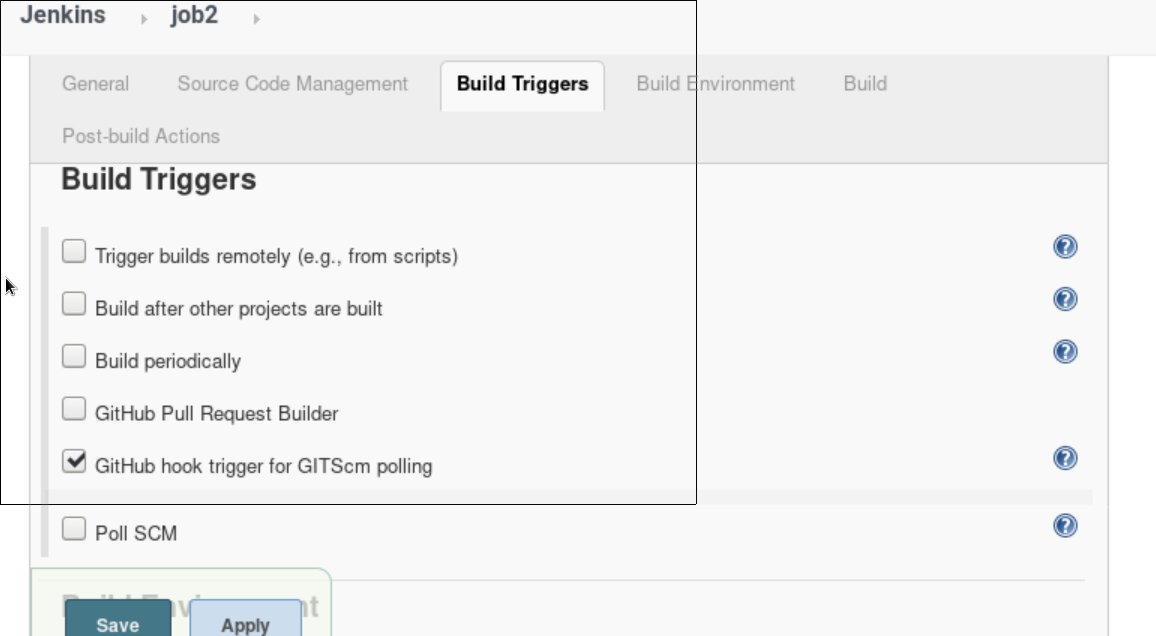 Jenkins › job2 ›
General Source Code Management Build Triggers Build Environment Build
Post-build Actions
Build Triggers
Trigger builds remotely (e.g., from scripts)
Build after other projects are built
Build periodically
GitHub Pull Request Builder
GitHub hook trigger for GITScm polling
Poll SCM
Build Environment
Save Apply